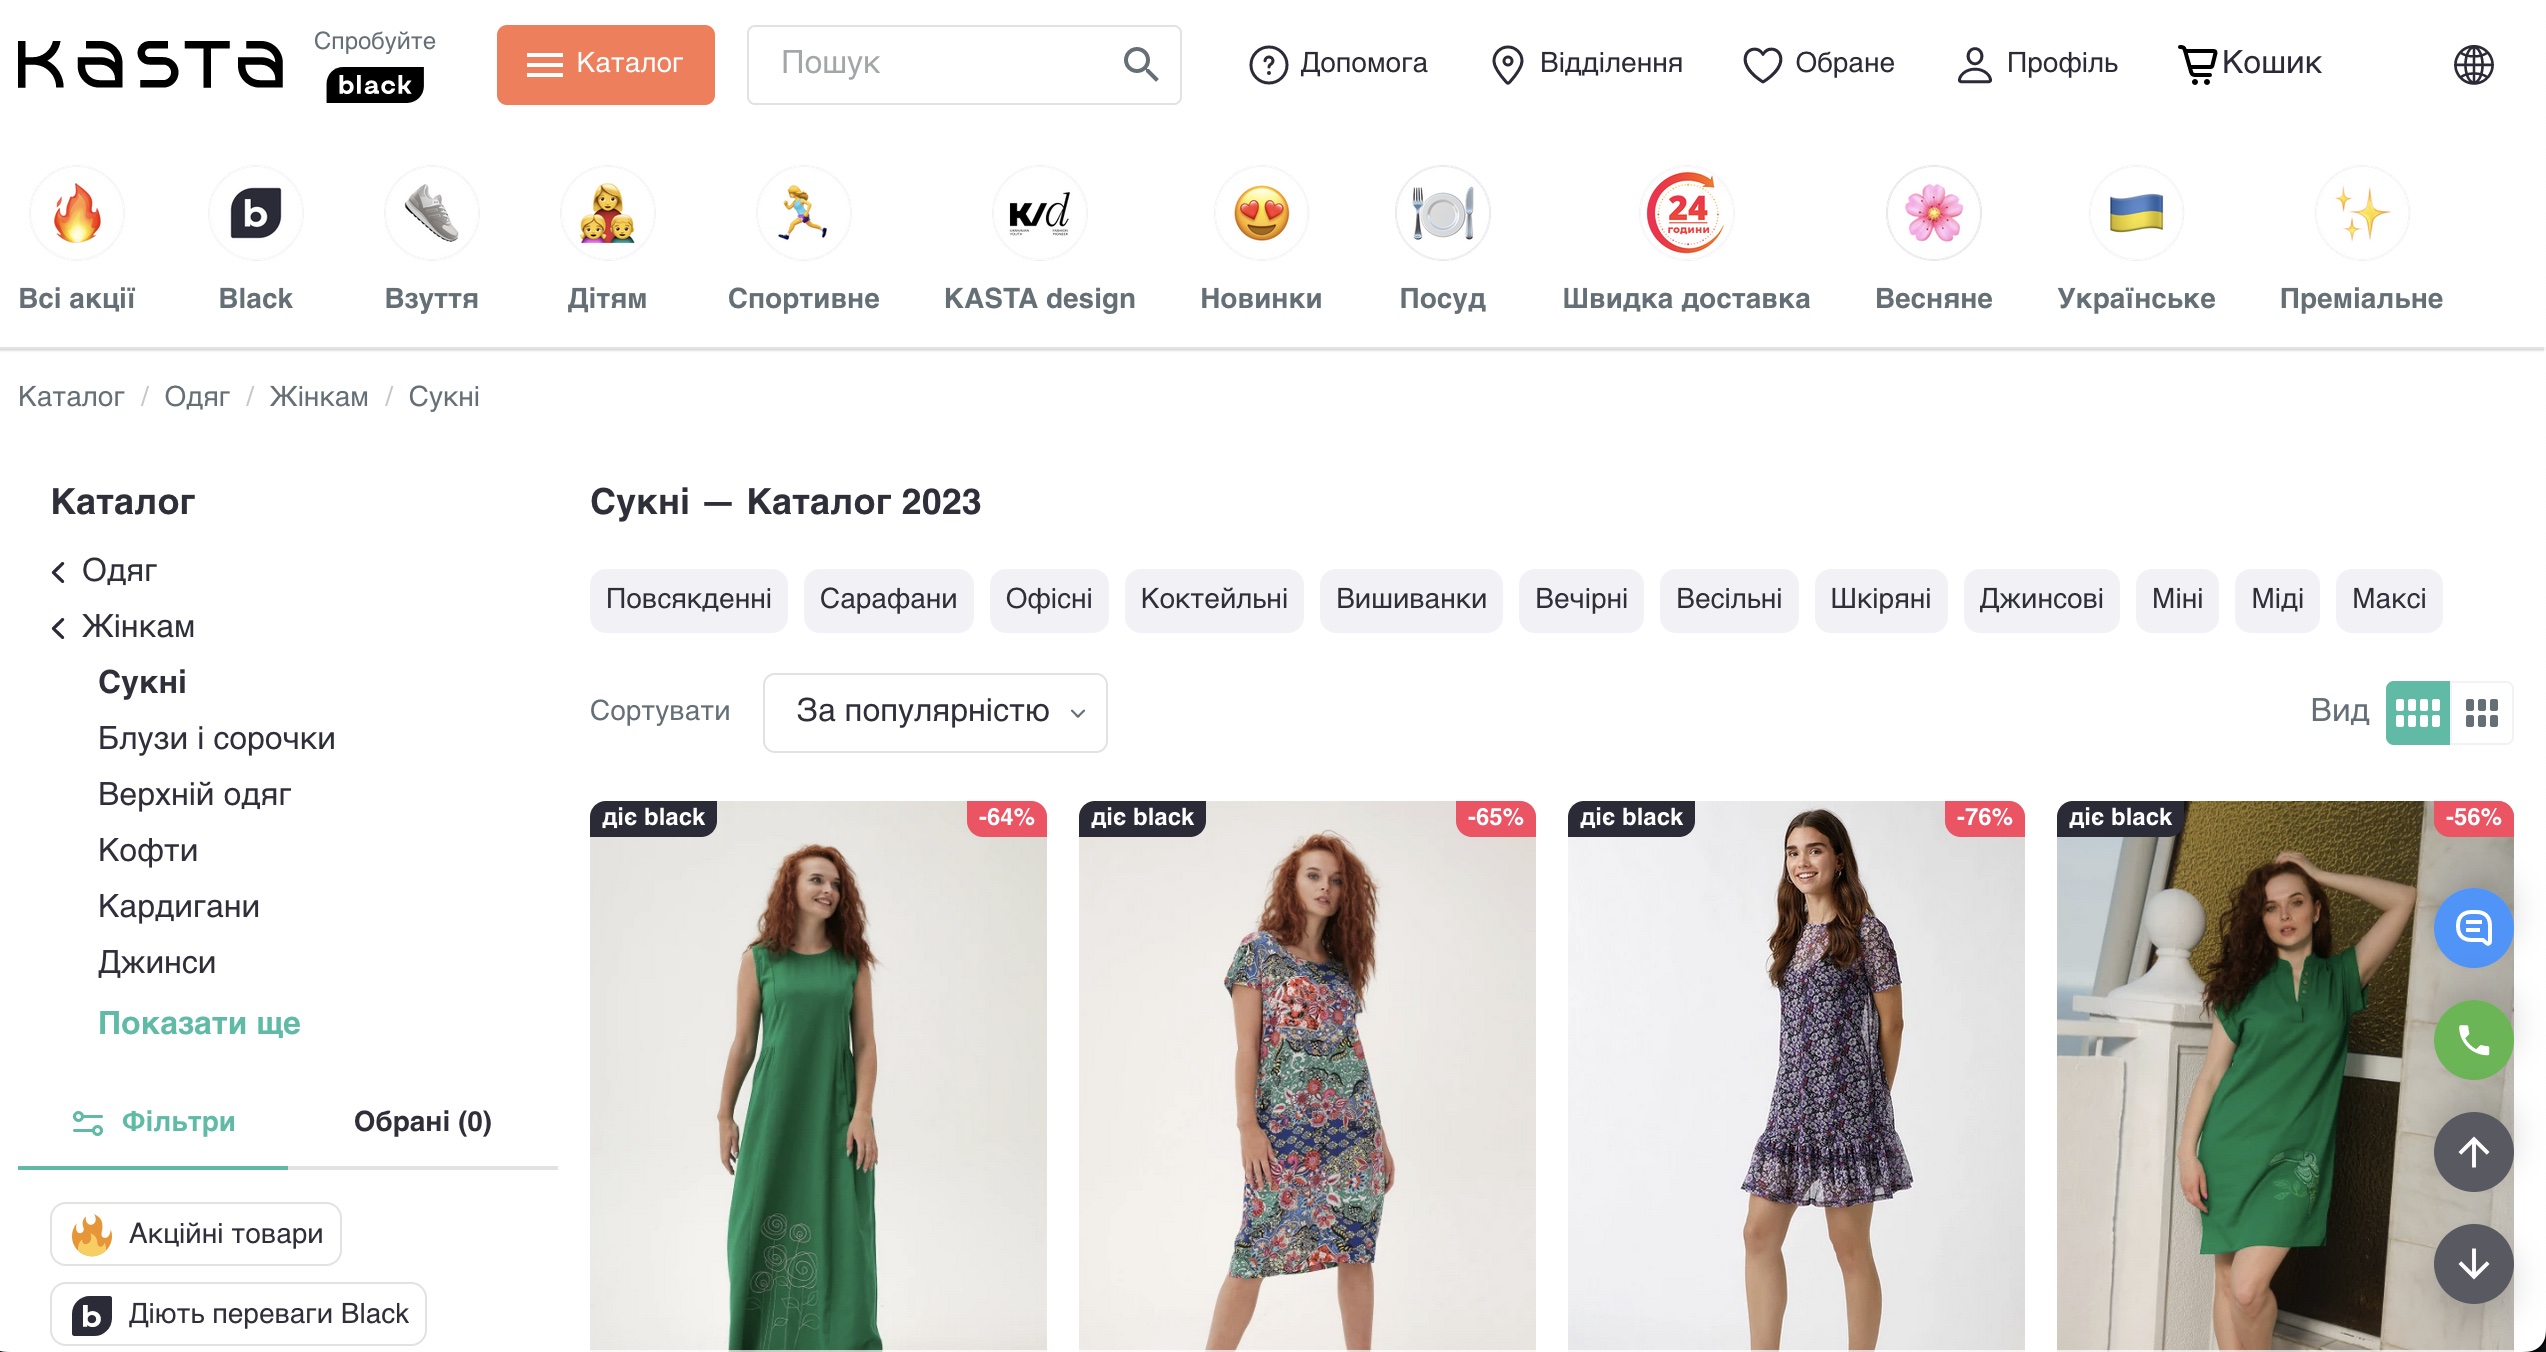 KASTA
Спробуйте
black
Каталог
Пошук
Допомога
Відділення
Обране
Профіль
Кошик
b
K/d
24
години
Всі акції
Black
Взуття
Дітям
Спортивне
KASTA design
Новинки
Посуд
Швидка доставка
Весняне
Українське
Преміальне
Каталог / Одяг / Жінкам / Сукні
Каталог
Одяг
Жінкам
Сукні
Блузи і сорочки
Верхній одяг
Кофти
Кардигани
Джинси
Показати ще
Фільтри
Обрані (0)
Акційні товари
b Діють переваги Black
Сукні — Каталог 2023
Повсякденні
Сарафани
Офісні
Коктейльні
Вишиванки
Вечірні
Весільні
Шкіряні
Джинсові
Міні
Міді
Максі
Сортувати
За популярністю
Вид
діє black
-64%
діє black
-65%
діє black
-76%
діє black
-56%